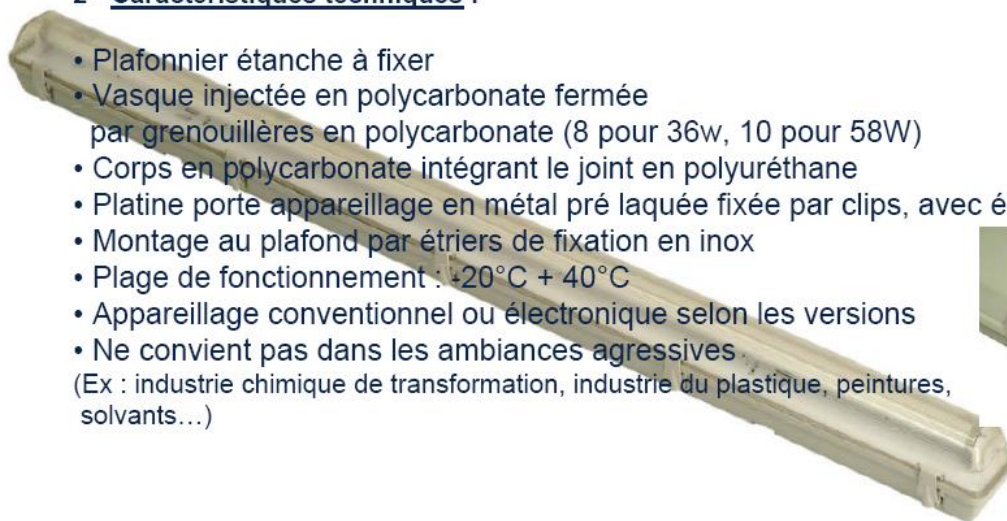 2 - Caractéristiques techniques :
• Plafonnier étanche à fixer
• Vasque injectée en polycarbonate fermée
par grenouillères en polycarbonate (8 pour 36w, 10 pour 58W)
• Corps en polycarbonate intégrant le joint en polyuréthane
• Platine porte appareillage en métal pré laquée fixée par clips, avec é
• Montage au plafond par étriers de fixation en inox
• Plage de fonctionnement : -20°C + 40°C
• Appareillage conventionnel ou électronique selon les versions
• Ne convient pas dans les ambiances agressives
(Ex : industrie chimique de transformation, industrie du plastique, peintures,
solvants…)